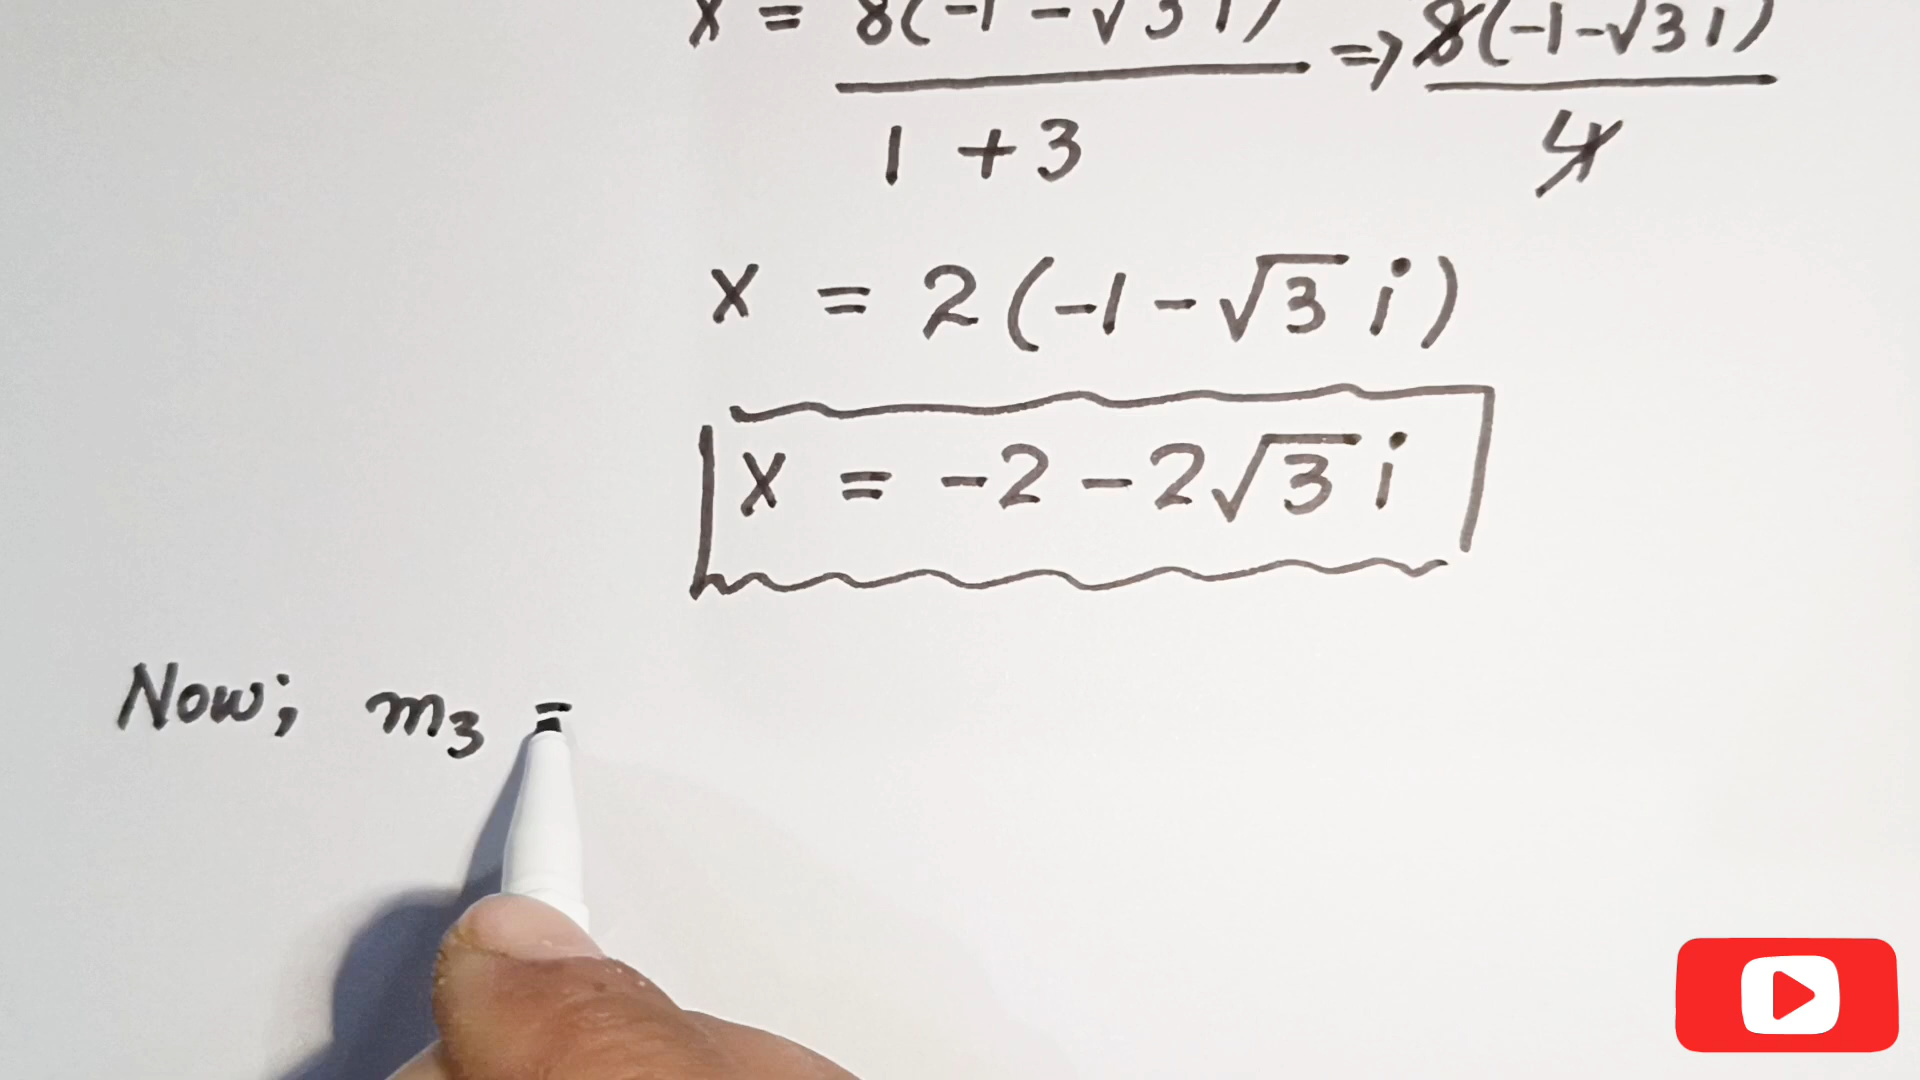 x = 8(-1 - √3 i) => 8(-1-√3 i)
1 + 3 4
x = 2(-1-√3 i)
x = -2-2√3 i
Now; m₃ =